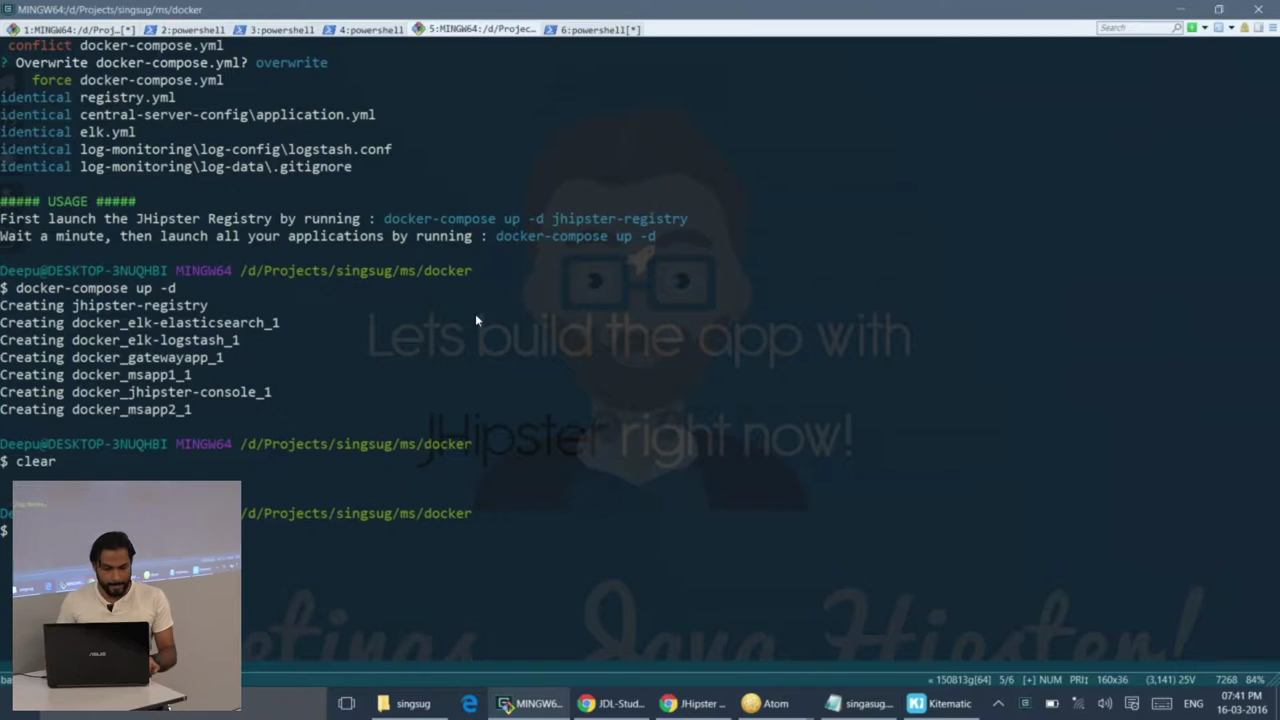 MINGW64:/d/Projects/singsug/ms/docker
1:MINGW64:/d/Proj...[*]
2:powershell
3:powershell
4:powershell
5:MINGW64:/d/Projec...
6:powershell[*]
Search
conflict docker-compose.yml
? Overwrite docker-compose.yml? overwrite
force docker-compose.yml
identical registry.yml
identical central-server-config\application.yml
identical elk.yml
identical log-monitoring\log-config\logstash.conf
identical log-monitoring\log-data\.gitignore
##### USAGE #####
First launch the JHipster Registry by running : docker-compose up -d jhipster-registry
Wait a minute, then launch all your applications by running : docker-compose up -d
Deepu@DESKTOP-3NUQHBI MINGW64 /d/Projects/singsug/ms/docker
$ docker-compose up -d
Creating jhipster-registry
Creating docker_elk-elasticsearch_1
Creating docker_elk-logstash_1
Creating docker_gatewayapp_1
Creating docker_msapp1_1
Creating docker_jhipster-console_1
Creating docker_msapp2_1
Deepu@DESKTOP-3NUQHBI MINGW64 /d/Projects/singsug/ms/docker
$ clear
/d/Projects/singsug/ms/docker
$
Lets build the app with
JHipster right now!
Java Hipster!
ASUS
« 150813g[64] 5/6 [+] NUM PRI: 160x36 (3,141) 25V 7268 84%
singsug
MINGW6...
JDL-Stud...
JHipster ...
Atom
singasug...
Kitematic
ENG
07:41 PM
16-03-2016